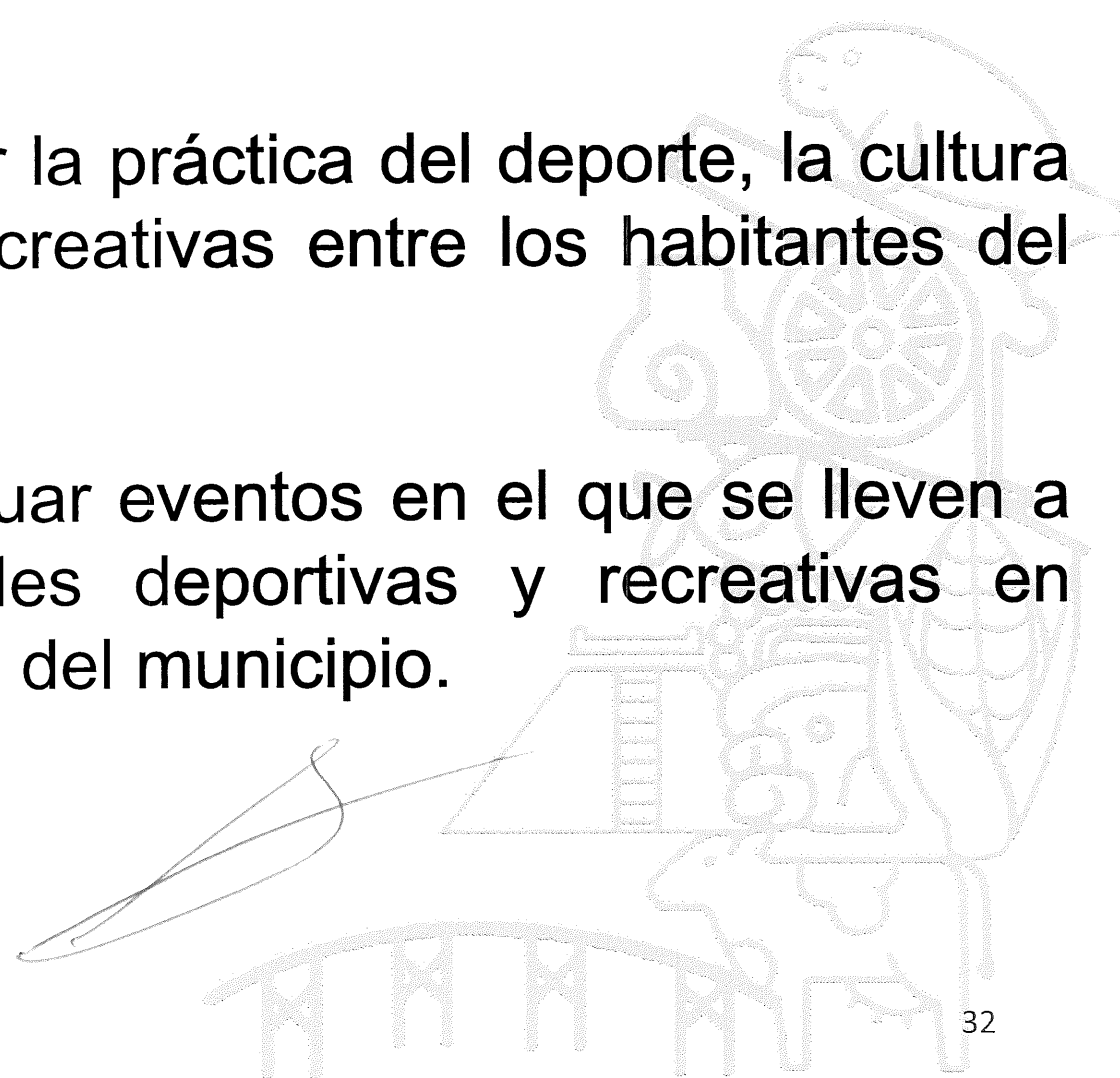 r la práctica del deporte, la cultura
creativas entre los habitantes del
uar eventos en el que se lleven a
les deportivas y recreativas en
del municipio.
32